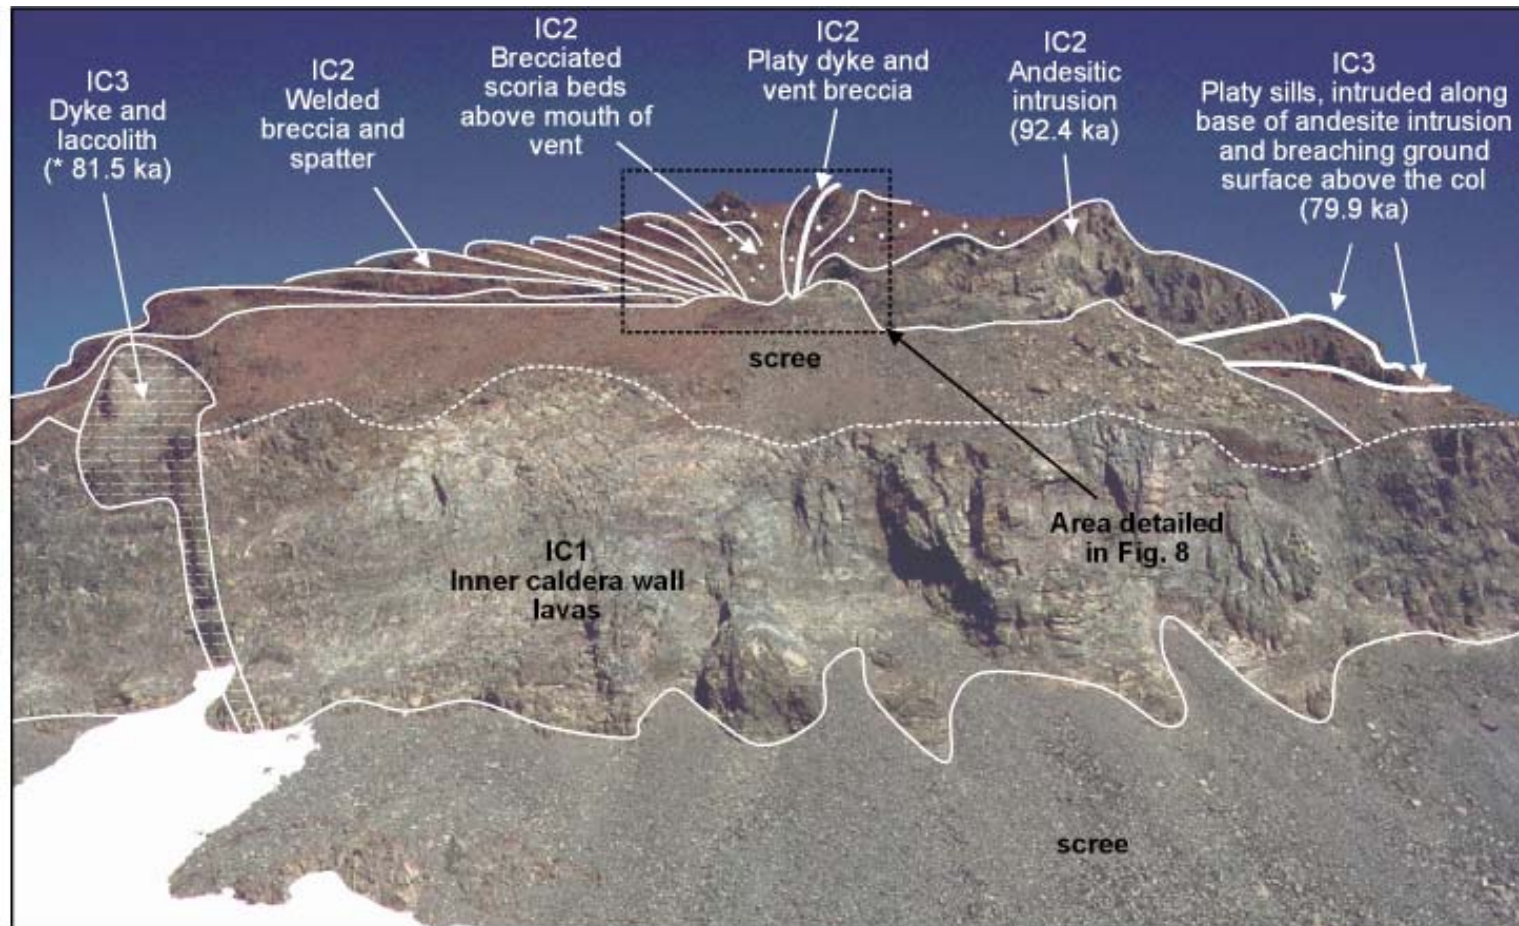 IC3
Dyke and
laccolith
(* 81.5 ka)
IC2
Welded
breccia and
spatter
IC2
Brecciated
scoria beds
above mouth of
vent
IC2
Platy dyke and
vent breccia
IC2
Andesitic
intrusion
(92.4 ka)
IC3
Platy sills, intruded along
base of andesite intrusion
and breaching ground
surface above the col
(79.9 ka)
scree
Area detailed
in Fig. 8
IC1
Inner caldera wall
lavas
scree